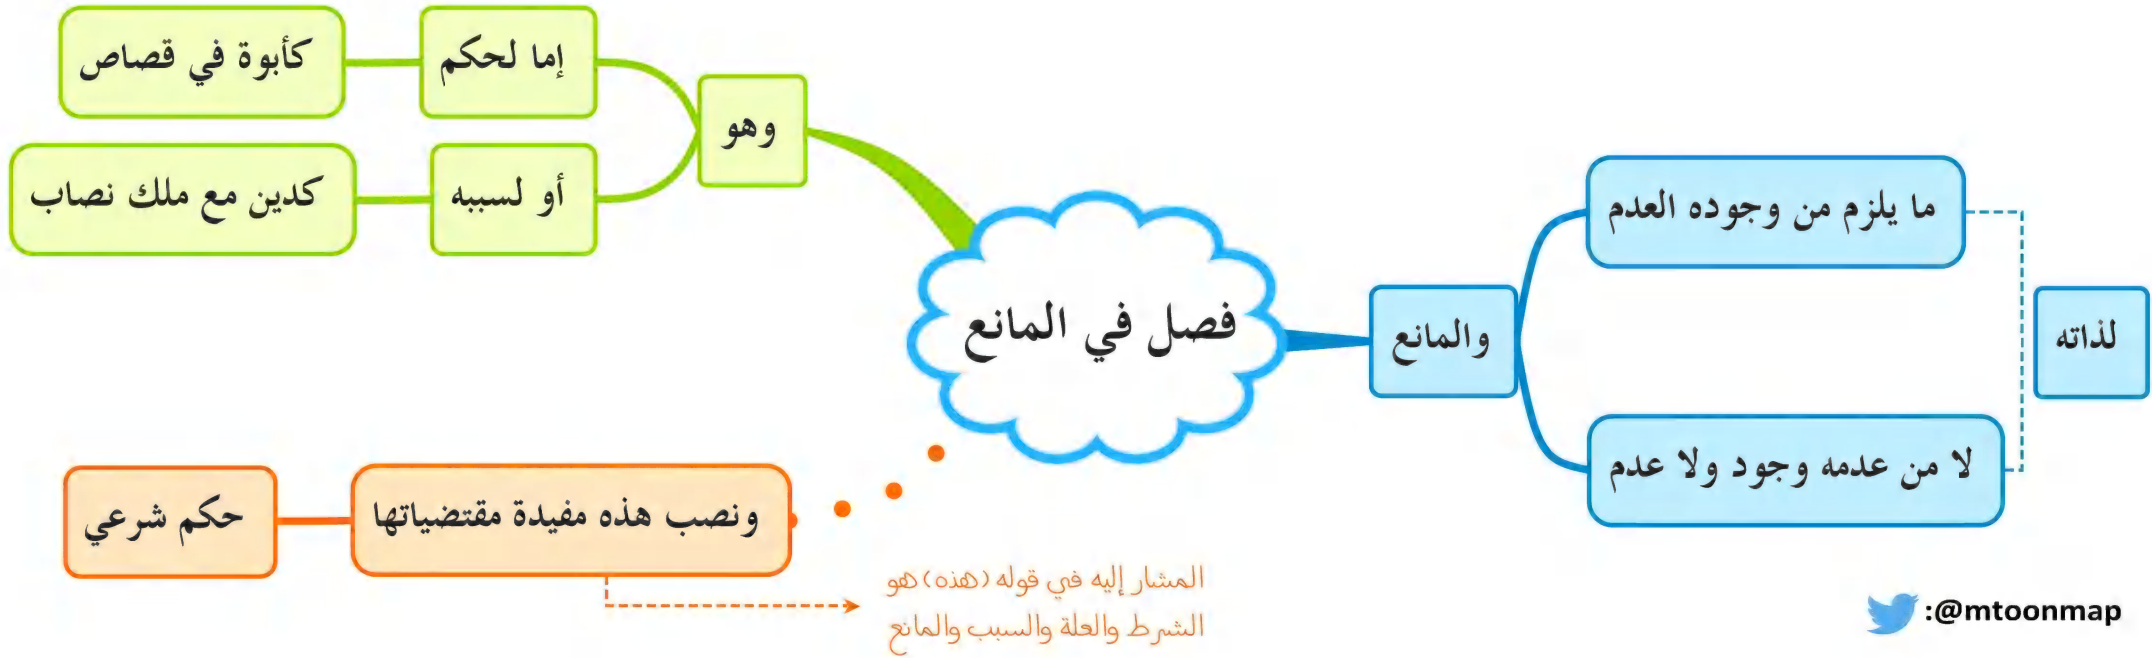 فصل في المانع
والمانع
ما يلزم من وجوده العدم
لا من عدمه وجود ولا عدم
لذاته
وهو
إما لحكم
كأبوة في قصاص
أو لسببه
كدين مع ملك نصاب
ونصب هذه مفيدة مقتضياتها
حكم شرعي
المشار إليه في قوله (هذه) هو
الشرط والعلة والسبب والمانع
:@mtoonmap